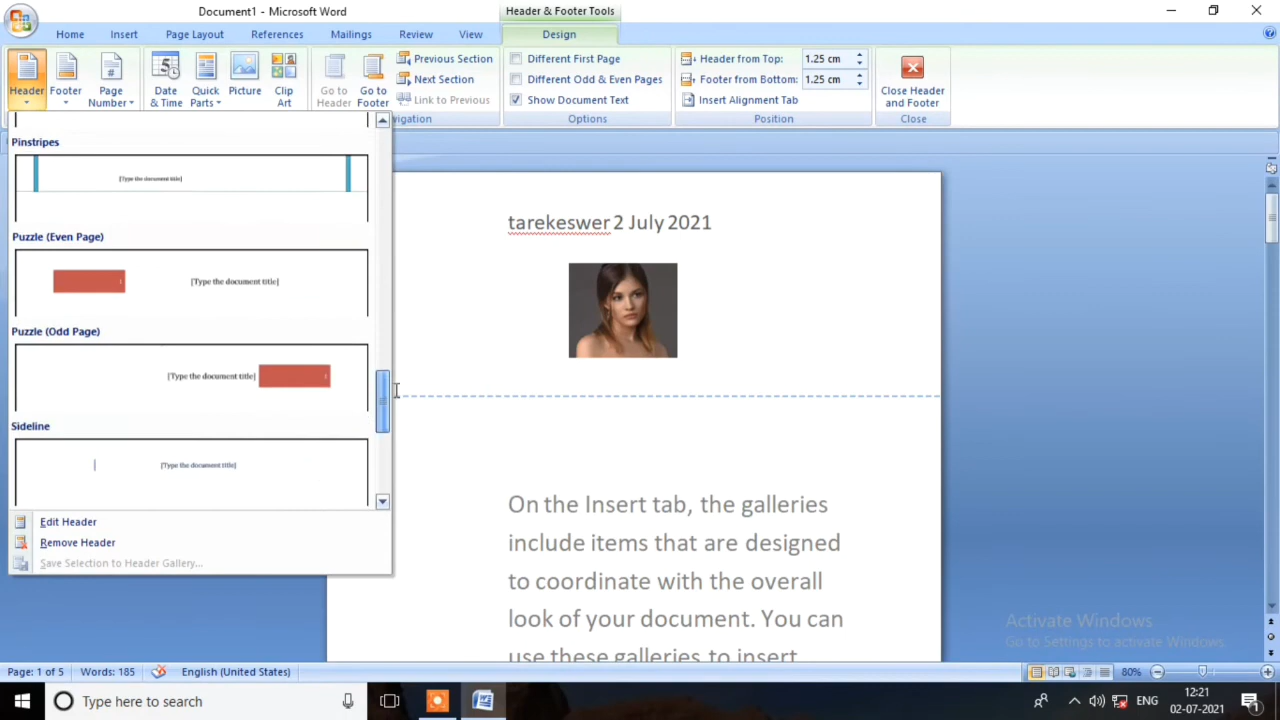 Document1 - Microsoft Word
Header & Footer Tools
Home Insert Page Layout References Mailings Review View Design
Header
Footer
Page Number
Date & Time
Quick Parts
Picture
Clip Art
Go to Header
Go to Footer
Previous Section
Next Section
Link to Previous
Different First Page
Different Odd & Even Pages
Show Document Text
Header from Top: 1.25 cm
Footer from Bottom: 1.25 cm
Insert Alignment Tab
Close Header and Footer
vigation
Options
Position
Close
Pinstripes
[Type the document title]
Puzzle (Even Page)
[Type the document title]
Puzzle (Odd Page)
[Type the document title]
Sideline
[Type the document title]
Edit Header
Remove Header
Save Selection to Header Gallery...
tarekeswer 2 July 2021
On the Insert tab, the galleries
include items that are designed
to coordinate with the overall
look of your document. You can
use these galleries to insert
Activate Windows
Go to Settings to activate Windows.
Page: 1 of 5 Words: 185 English (United States) 80%
Type here to search
ENG
12:21
02-07-2021